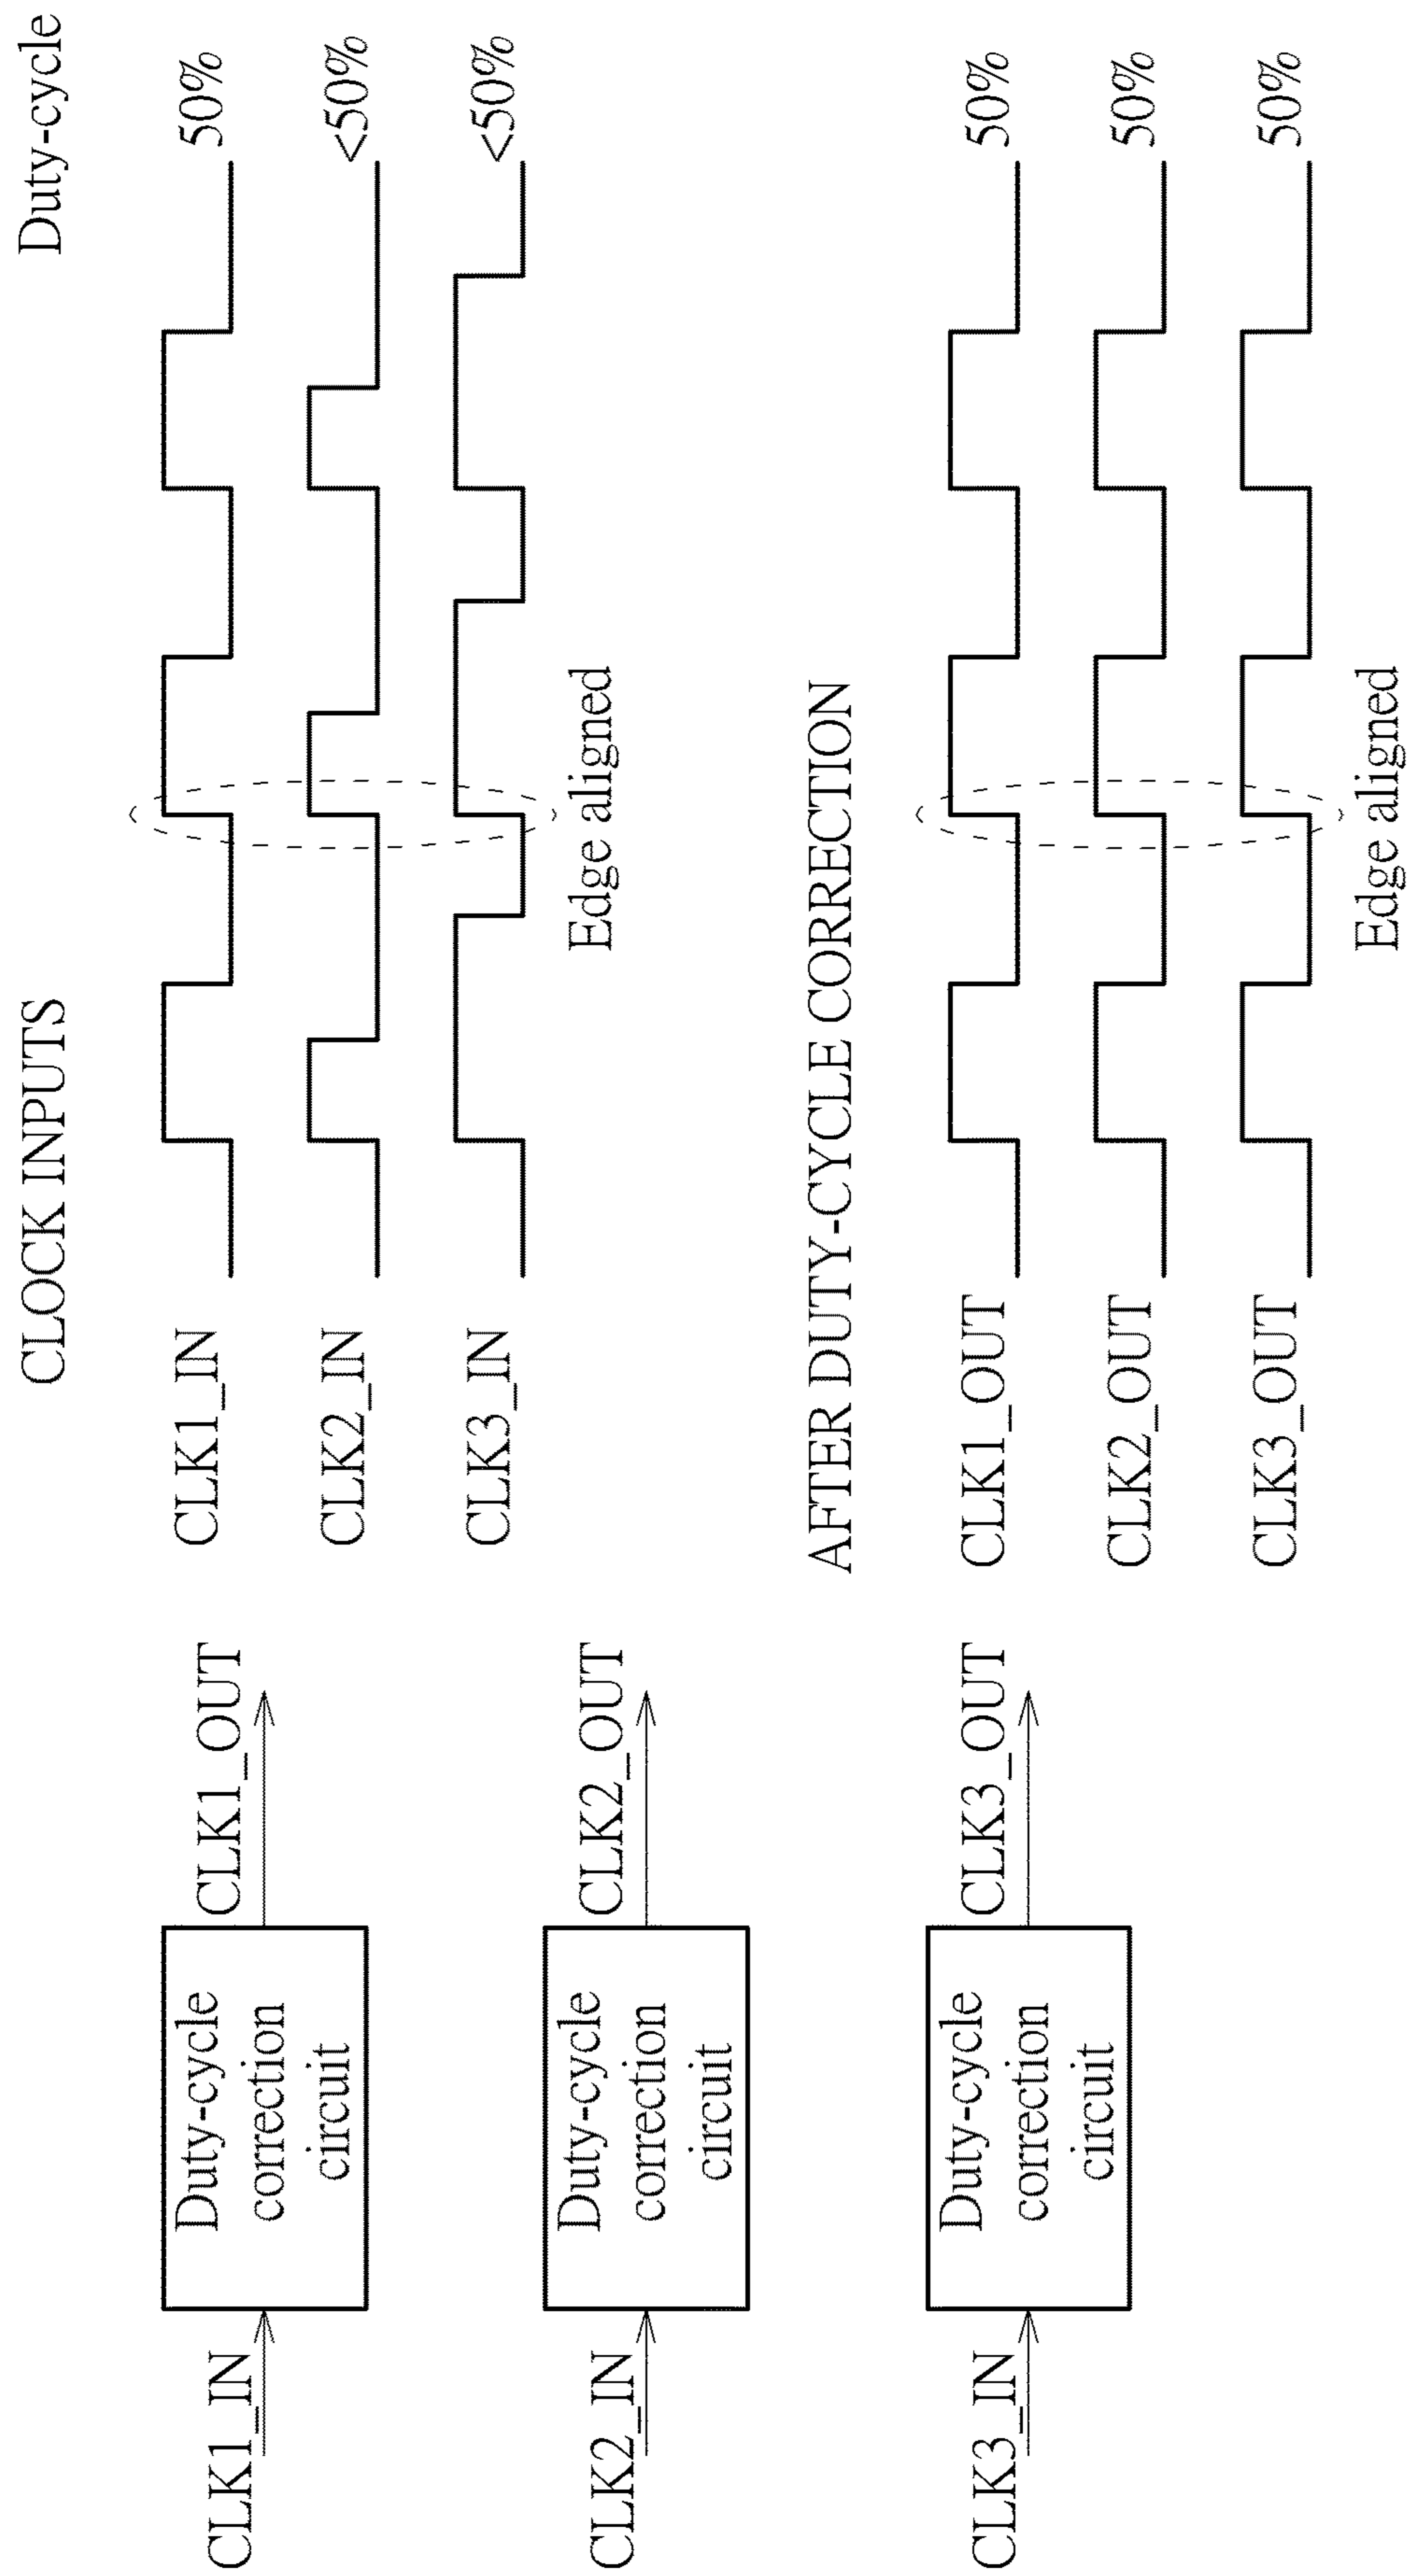 CLK1_IN
Duty-cycle
correction
circuit
CLK1_OUT
CLK2_IN
Duty-cycle
correction
circuit
CLK2_OUT
CLK3_IN
Duty-cycle
correction
circuit
CLK3_OUT
CLOCK INPUTS
Duty-cycle
CLK1_IN
50%
CLK2_IN
<50%
CLK3_IN
<50%
Edge aligned
AFTER DUTY-CYCLE CORRECTION
CLK1_OUT
50%
CLK2_OUT
50%
CLK3_OUT
50%
Edge aligned